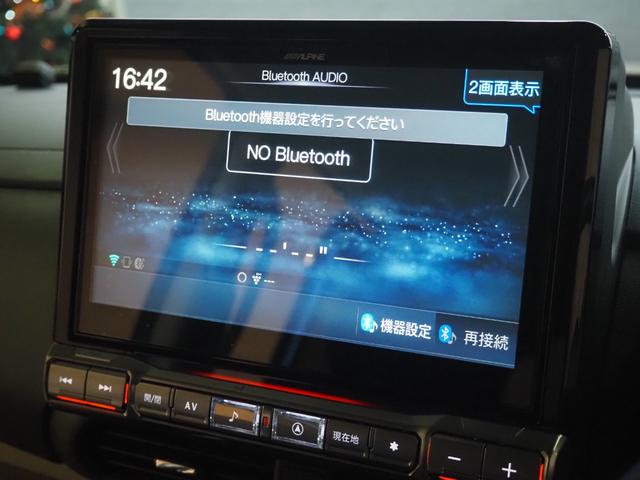 ALPINE
16:42
Bluetooth AUDIO
2画面表示
Bluetooth機器設定を行ってください
NO Bluetooth
--'--"
---
機器設定
再接続
開/閉
AV
現在地